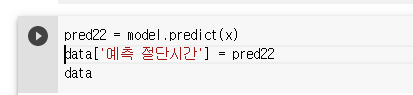 pred22 = model.predict(x)
data['예측 절단시간'] = pred22
data